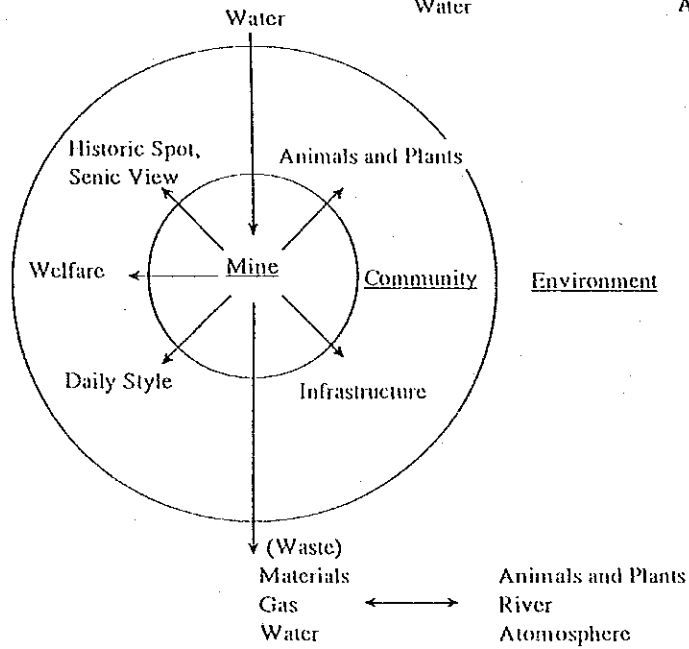 Water
Water
Historic Spot,
Senic View
Animals and Plants
Welfare
Mine
Community
Environment
Daily Style
Infrastructure
(Waste)
Materials
Animals and Plants
Gas
River
Water
Atomosphere